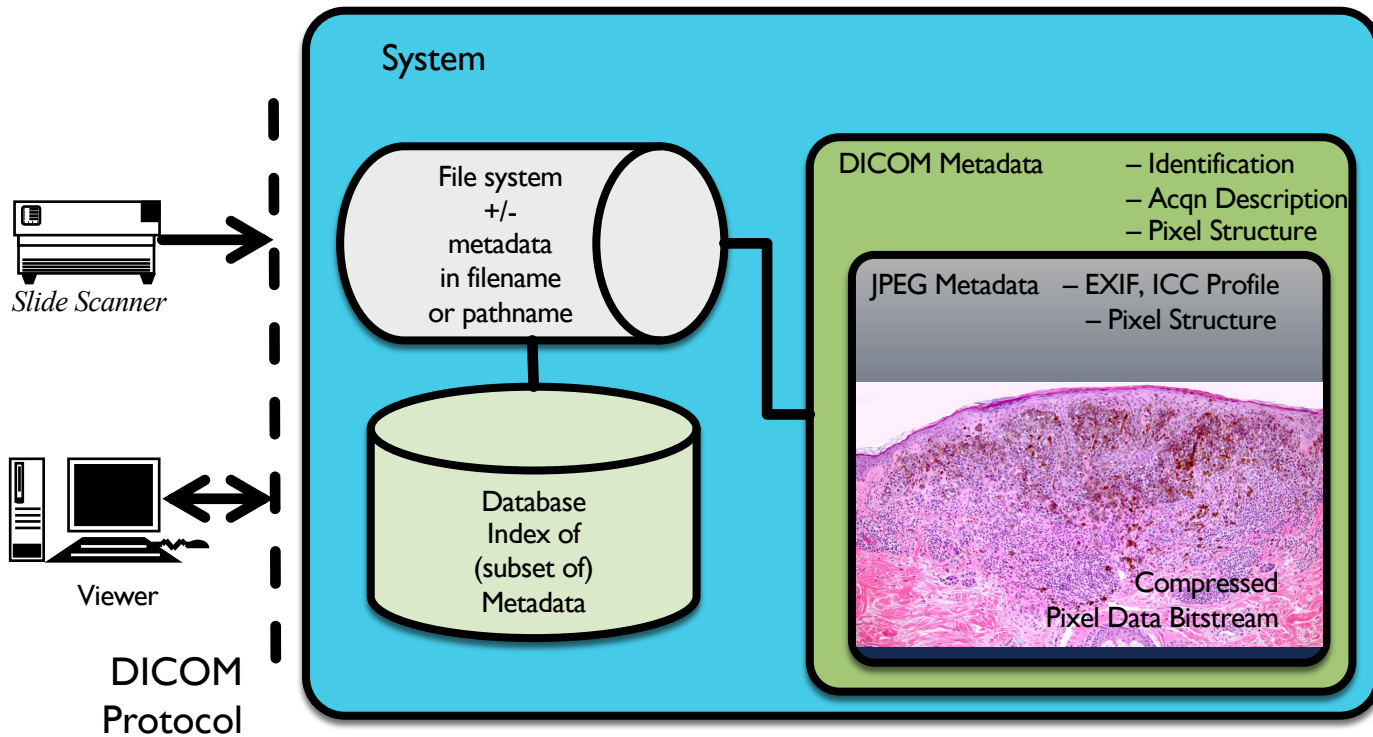 System
File system
+/-
metadata
in filename
or pathname
DICOM Metadata – Identification
– Acqn Description
– Pixel Structure
JPEG Metadata – EXIF, ICC Profile
– Pixel Structure
Slide Scanner
Database
Index of
(subset of)
Metadata
Compressed
Pixel Data Bitstream
Viewer
DICOM
Protocol